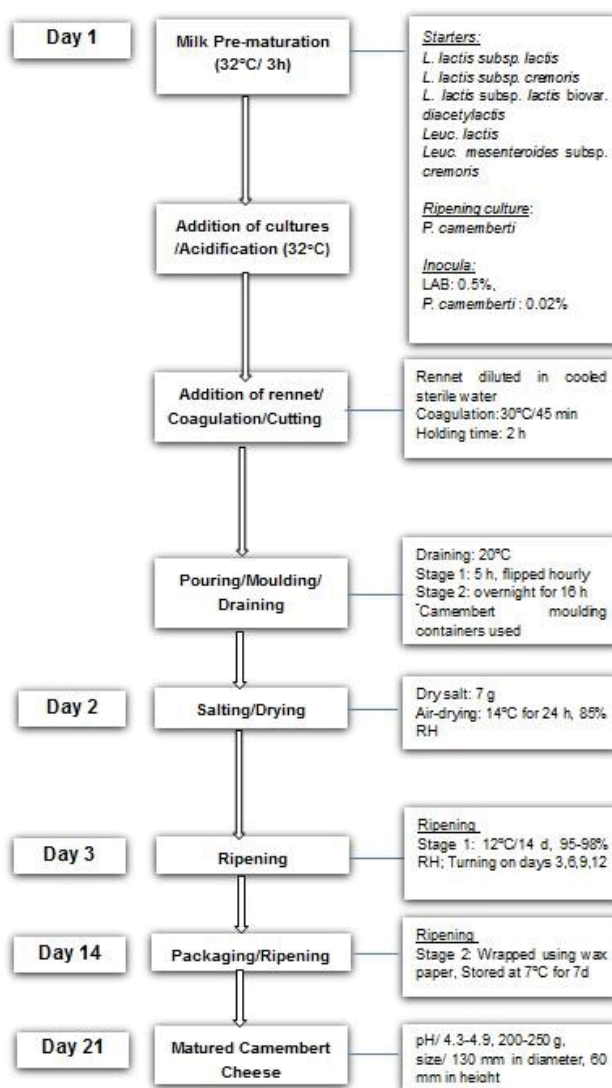 Day 1
Milk Pre-maturation
(32°C/ 3h)
Starters:
L. lactis subsp. lactis
L. lactis subsp. cremoris
L. lactis subsp. lactis biovar.
diacetylactis
Leuc. lactis
Leuc. mesenteroides subsp.
cremoris
Ripening culture:
P. camemberti
Inocula:
LAB: 0.5%,
P. camemberti : 0.02%
Addition of cultures
/Acidification (32°C)
Addition of rennet/
Coagulation/Cutting
Rennet diluted in cooled
sterile water
Coagulation:30°C/45 min
Holding time: 2 h
Pouring/Moulding/
Draining
Draining: 20°C
Stage 1: 5 h, flipped hourly
Stage 2: overnight for 16 h
*Camembert moulding
containers used
Day 2
Salting/Drying
Dry salt: 7 g
Air-drying: 14°C for 24 h, 85%
RH
Day 3
Ripening
Ripening
Stage 1: 12°C/14 d, 95-98%
RH; Turning on days 3,6,9,12
Day 14
Packaging/Ripening
Ripening
Stage 2: Wrapped using wax
paper, Stored at 7°C for 7d
Day 21
Matured Camembert
Cheese
pH/ 4.3-4.9, 200-250 g,
size/ 130 mm in diameter, 60
mm in height